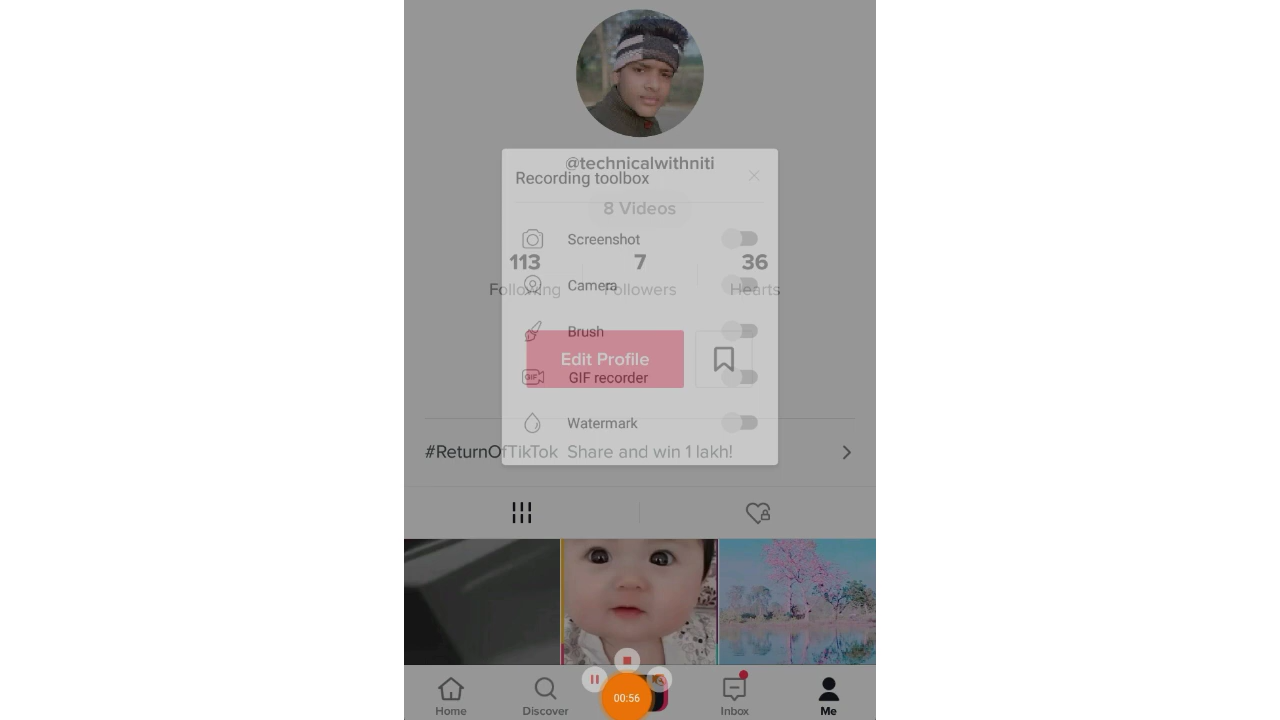 @technicalwithniti
Recording toolbox
8 Videos
Screenshot
113 7 36
Following Followers Hearts
Camera
Brush
Edit Profile
GIF
GIF recorder
Watermark
#ReturnOfTikTok Share and win 1 lakh!
00:56
Home Discover Inbox Me